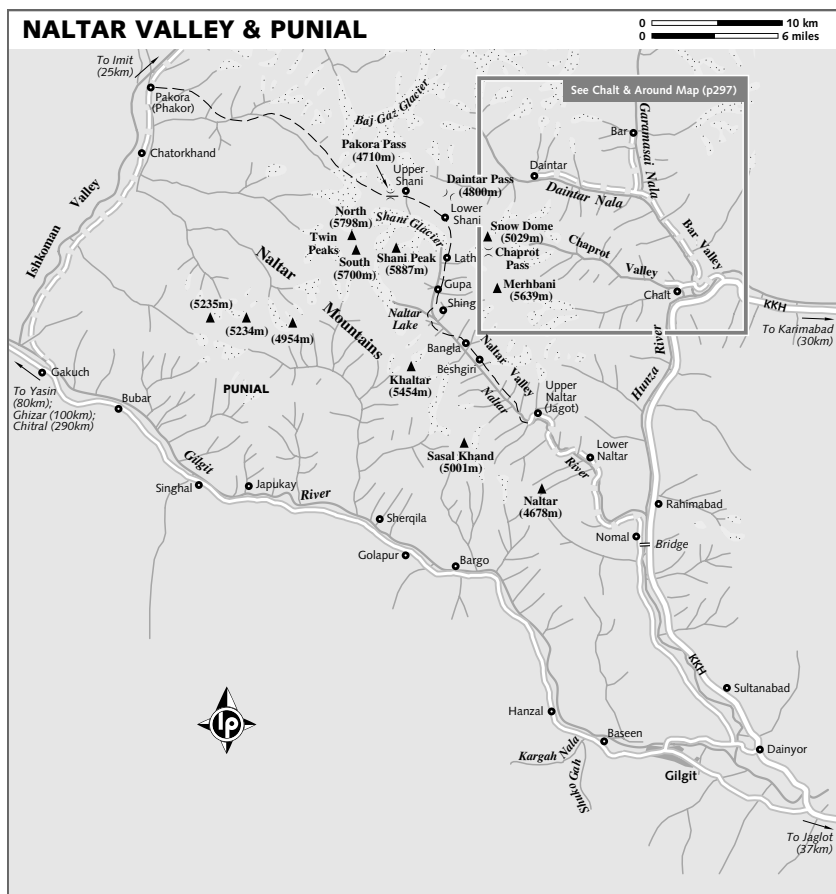 NALTAR VALLEY & PUNIAL
0 10 km
0 6 miles
To Imit
(25km)
See Chalt & Around Map (p297)
Pakora
(Phakor)
Baj Gaz Glacier
Garamasai Nala
Bar
Chatorkhand
Pakora Pass
(4710m)
Upper
Shani
Daintar Pass
(4800m)
Daintar
Daintar Nala
Lower
Shani
Ishkoman Valley
North
(5798m)
Twin
Peaks
South
(5700m)
Shani Glacier
Shani Peak
(5887m)
Snow Dome
(5029m)
Chaprot
Pass
Chaprot Valley
Bar Valley
Lath
Merhbani
(5639m)
Chalt
Gupa
Shing
Naltar
Lake
Naltar Mountains
(5235m)
(5234m)
(4954m)
KKH
To Karimabad
(30km)
Hunza River
Bangla
Beshgiri
Naltar Valley
Khaltar
(5454m)
Gakuch
PUNIAL
Bubar
To Yasin
(80km);
Ghizar (100km);
Chitral (290km)
Upper
Naltar
(Jagot)
Naltar River
Lower
Naltar
Sasal Khand
(5001m)
Naltar
(4678m)
Gilgit River
Singhal
Japukay
Sherqila
Golapur
Bargo
Rahimabad
Nomal
Bridge
KKH
Sultanabad
Hanzal
Baseen
Kargah Nala
Shuko Gah
Gilgit
Dainyor
To Jaglot
(37km)
lp